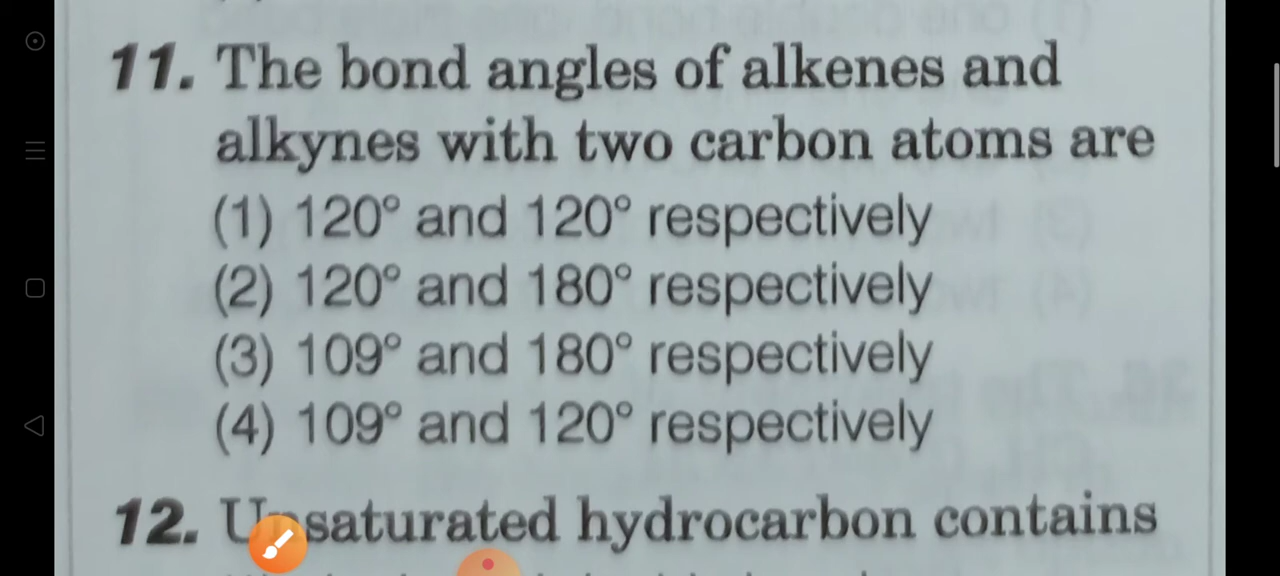 11. The bond angles of alkenes and
alkynes with two carbon atoms are
(1) 120° and 120° respectively
(2) 120° and 180° respectively
(3) 109° and 180° respectively
(4) 109° and 120° respectively
12. Unsaturated hydrocarbon contains